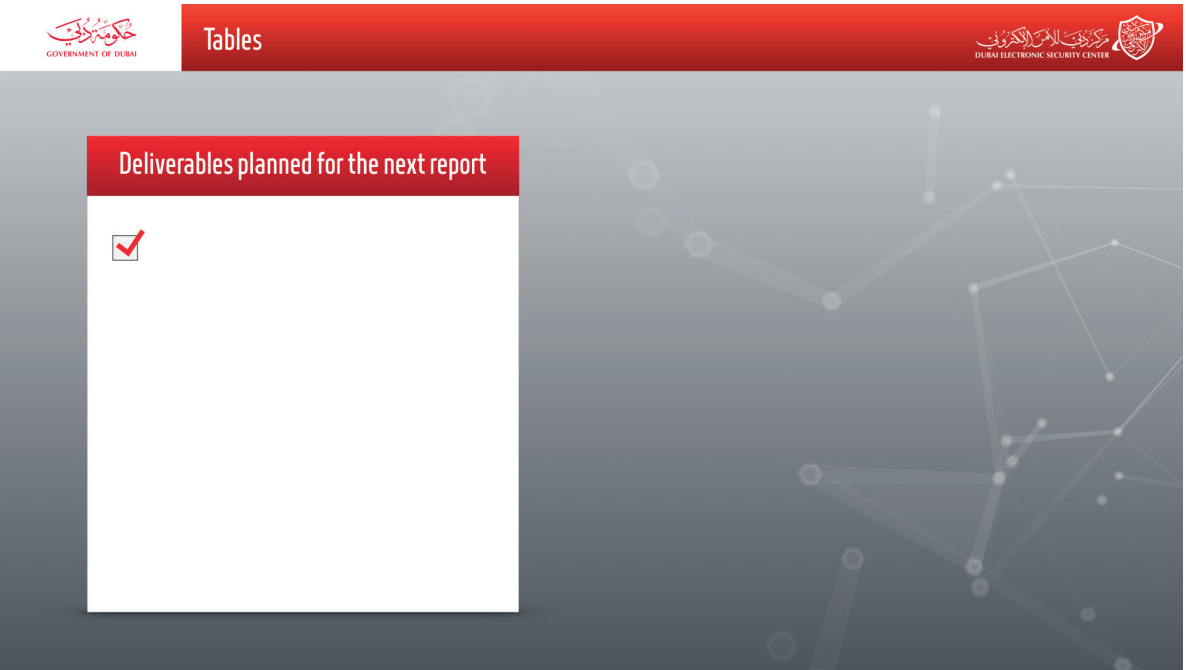 حكومة دبي
GOVERNMENT OF DUBAI
Tables
مركز دبي للأمن الإلكتروني
DUBAI ELECTRONIC SECURITY CENTER
Deliverables planned for the next report